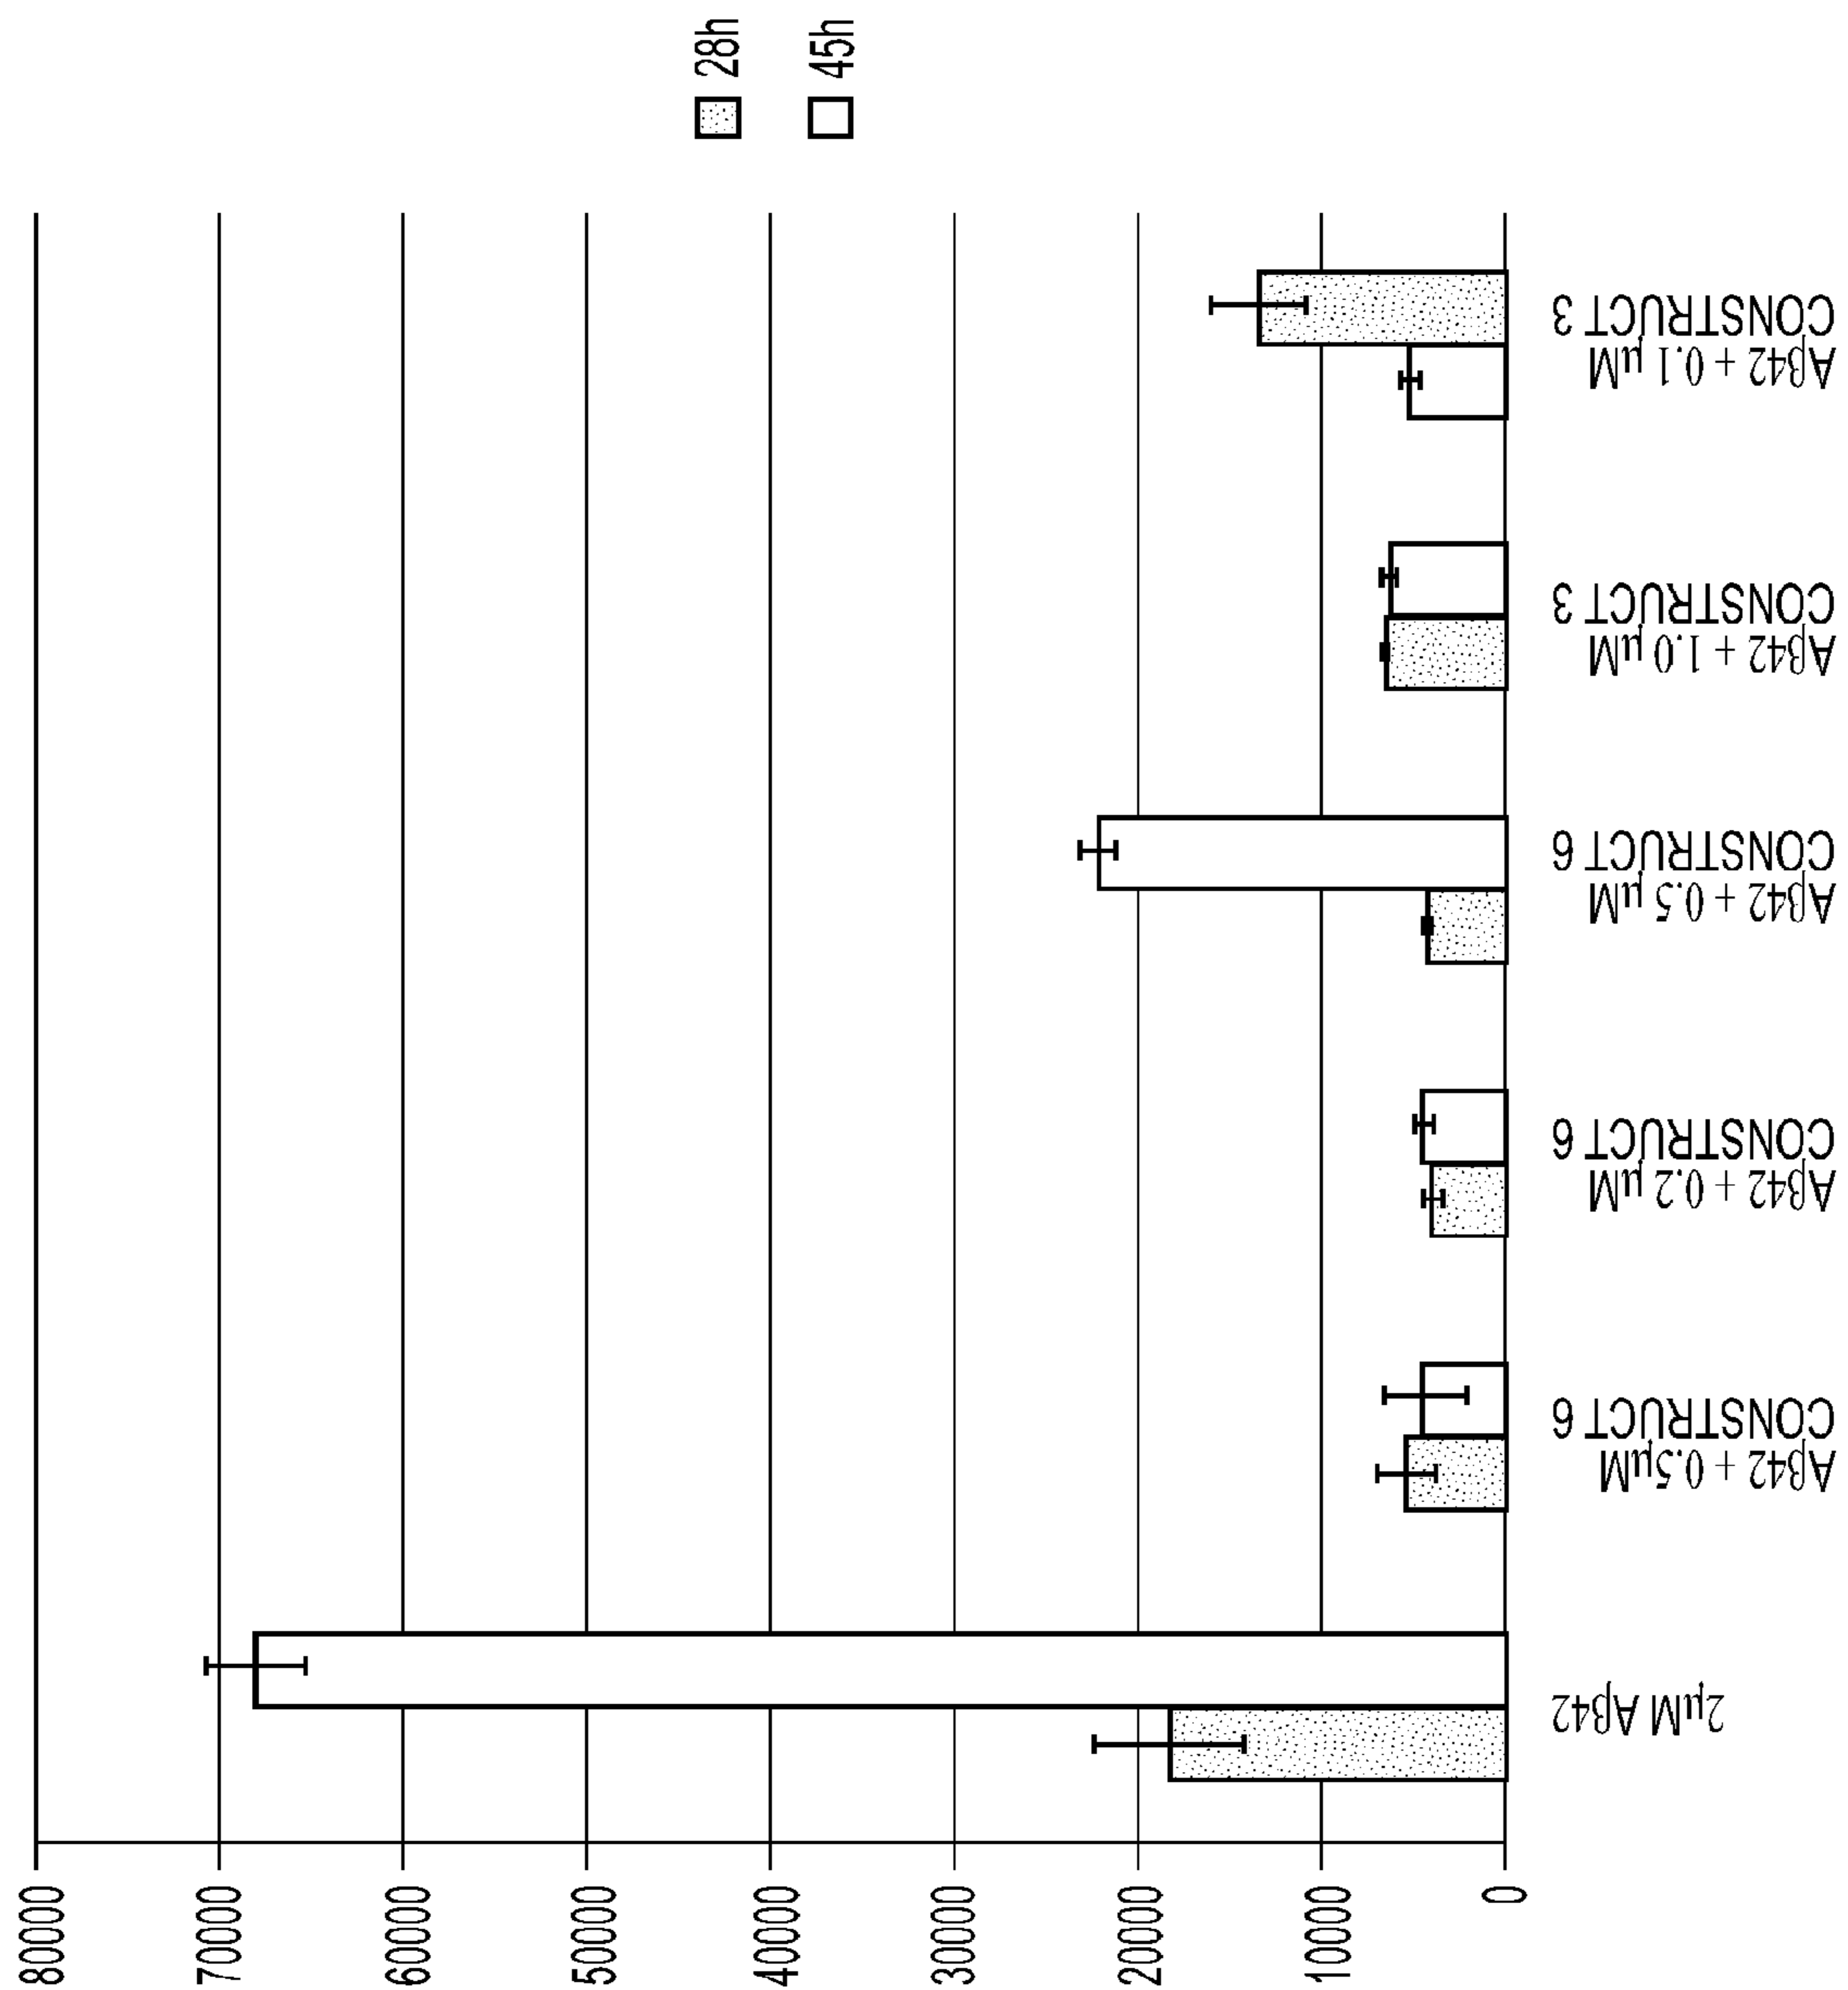 80000
70000
60000
50000
40000
30000
20000
10000
0
2µM Aβ42
Aβ42 + 0.5µM
CONSTRUCT 6
Aβ42 + 0.2 µM
CONSTRUCT 6
Aβ42 + 0.5 µM
CONSTRUCT 6
Aβ42 + 1.0 µM
CONSTRUCT 3
Aβ42 + 0.1 µM
CONSTRUCT 3
28h
45h